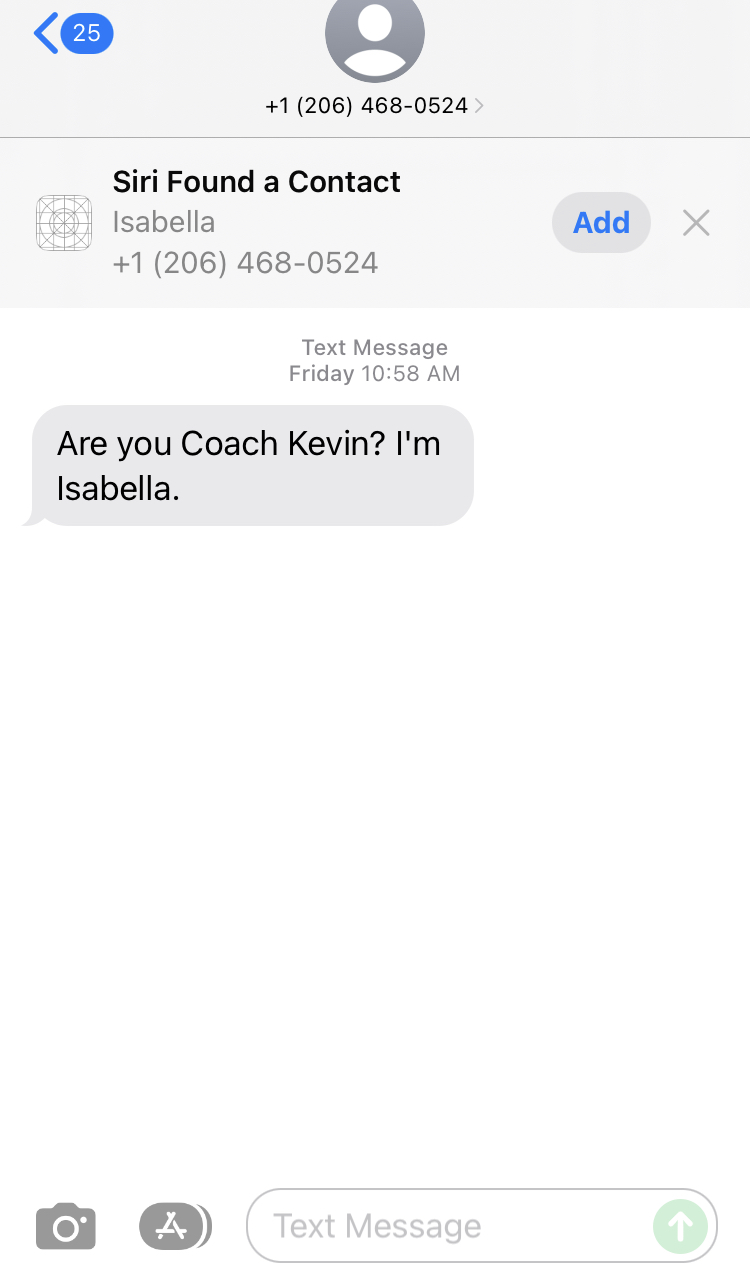 25
+1 (206) 468-0524
Siri Found a Contact
Isabella
+1 (206) 468-0524
Add
Text Message
Friday 10:58 AM
Are you Coach Kevin? I'm
Isabella.
Text Message